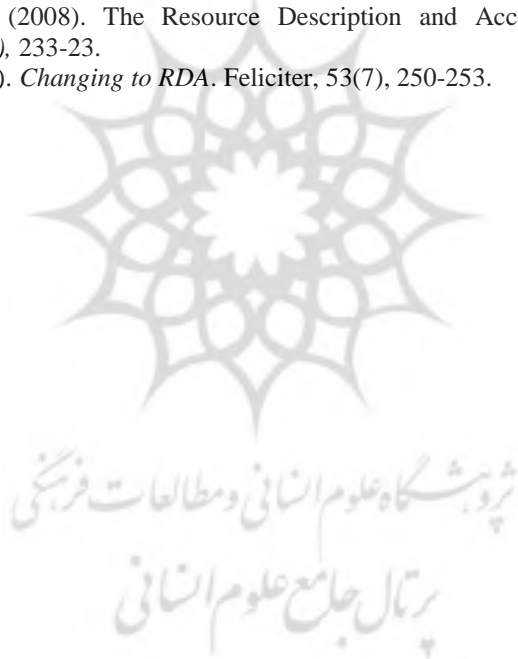 (2008). The Resource Description and Acc
), 233-23.
). Changing to RDA. Feliciter, 53(7), 250-253.
پژوهشگاه علوم انسانی و مطالعات فرهنگی
پرتال جامع علوم انسانی